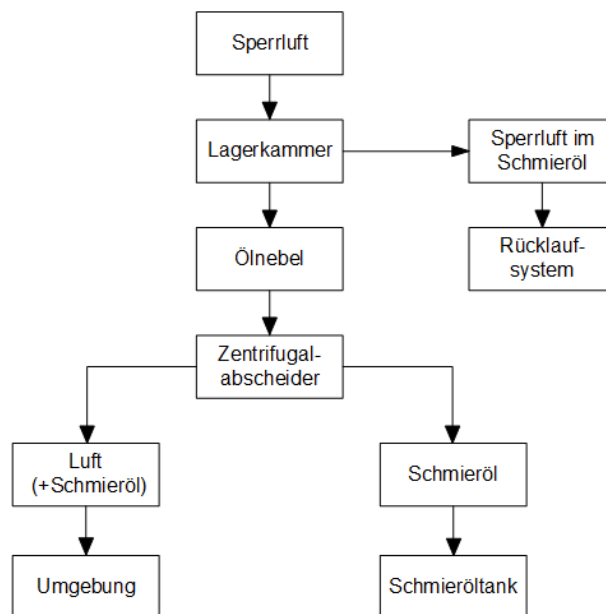 Sperrluft
Lagerkammer
Sperrluft im
Schmieröl
Ölnebel
Rücklauf-
system
Zentrifugal-
abscheider
Luft
(+Schmieröl)
Schmieröl
Umgebung
Schmieröltank